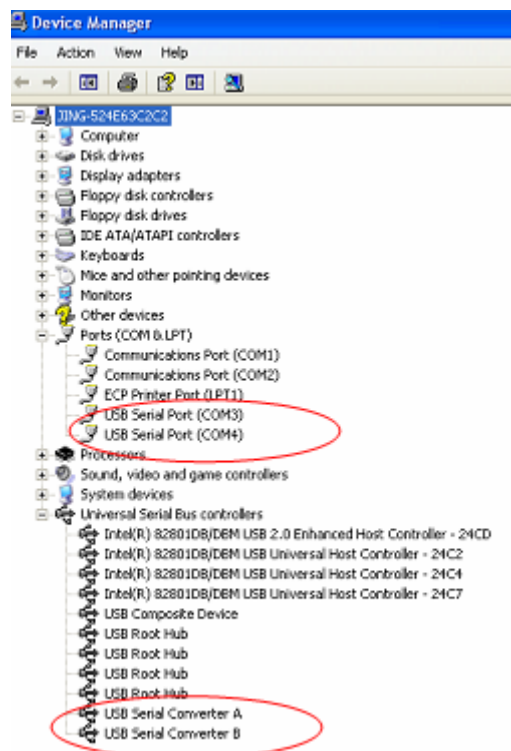 Device Manager
File Action View Help
JING-524E63C2C2
Computer
Disk drives
Display adapters
Floppy disk controllers
Floppy disk drives
IDE ATA/ATAPI controllers
Keyboards
Mice and other pointing devices
Monitors
Other devices
Ports (COM & LPT)
Communications Port (COM1)
Communications Port (COM2)
ECP Printer Port (LPT1)
USB Serial Port (COM3)
USB Serial Port (COM4)
Processors
Sound, video and game controllers
System devices
Universal Serial Bus controllers
Intel(R) 82801DB/DBM USB 2.0 Enhanced Host Controller - 24CD
Intel(R) 82801DB/DBM USB Universal Host Controller - 24C2
Intel(R) 82801DB/DBM USB Universal Host Controller - 24C4
Intel(R) 82801DB/DBM USB Universal Host Controller - 24C7
USB Composite Device
USB Root Hub
USB Root Hub
USB Root Hub
USB Root Hub
USB Serial Converter A
USB Serial Converter B